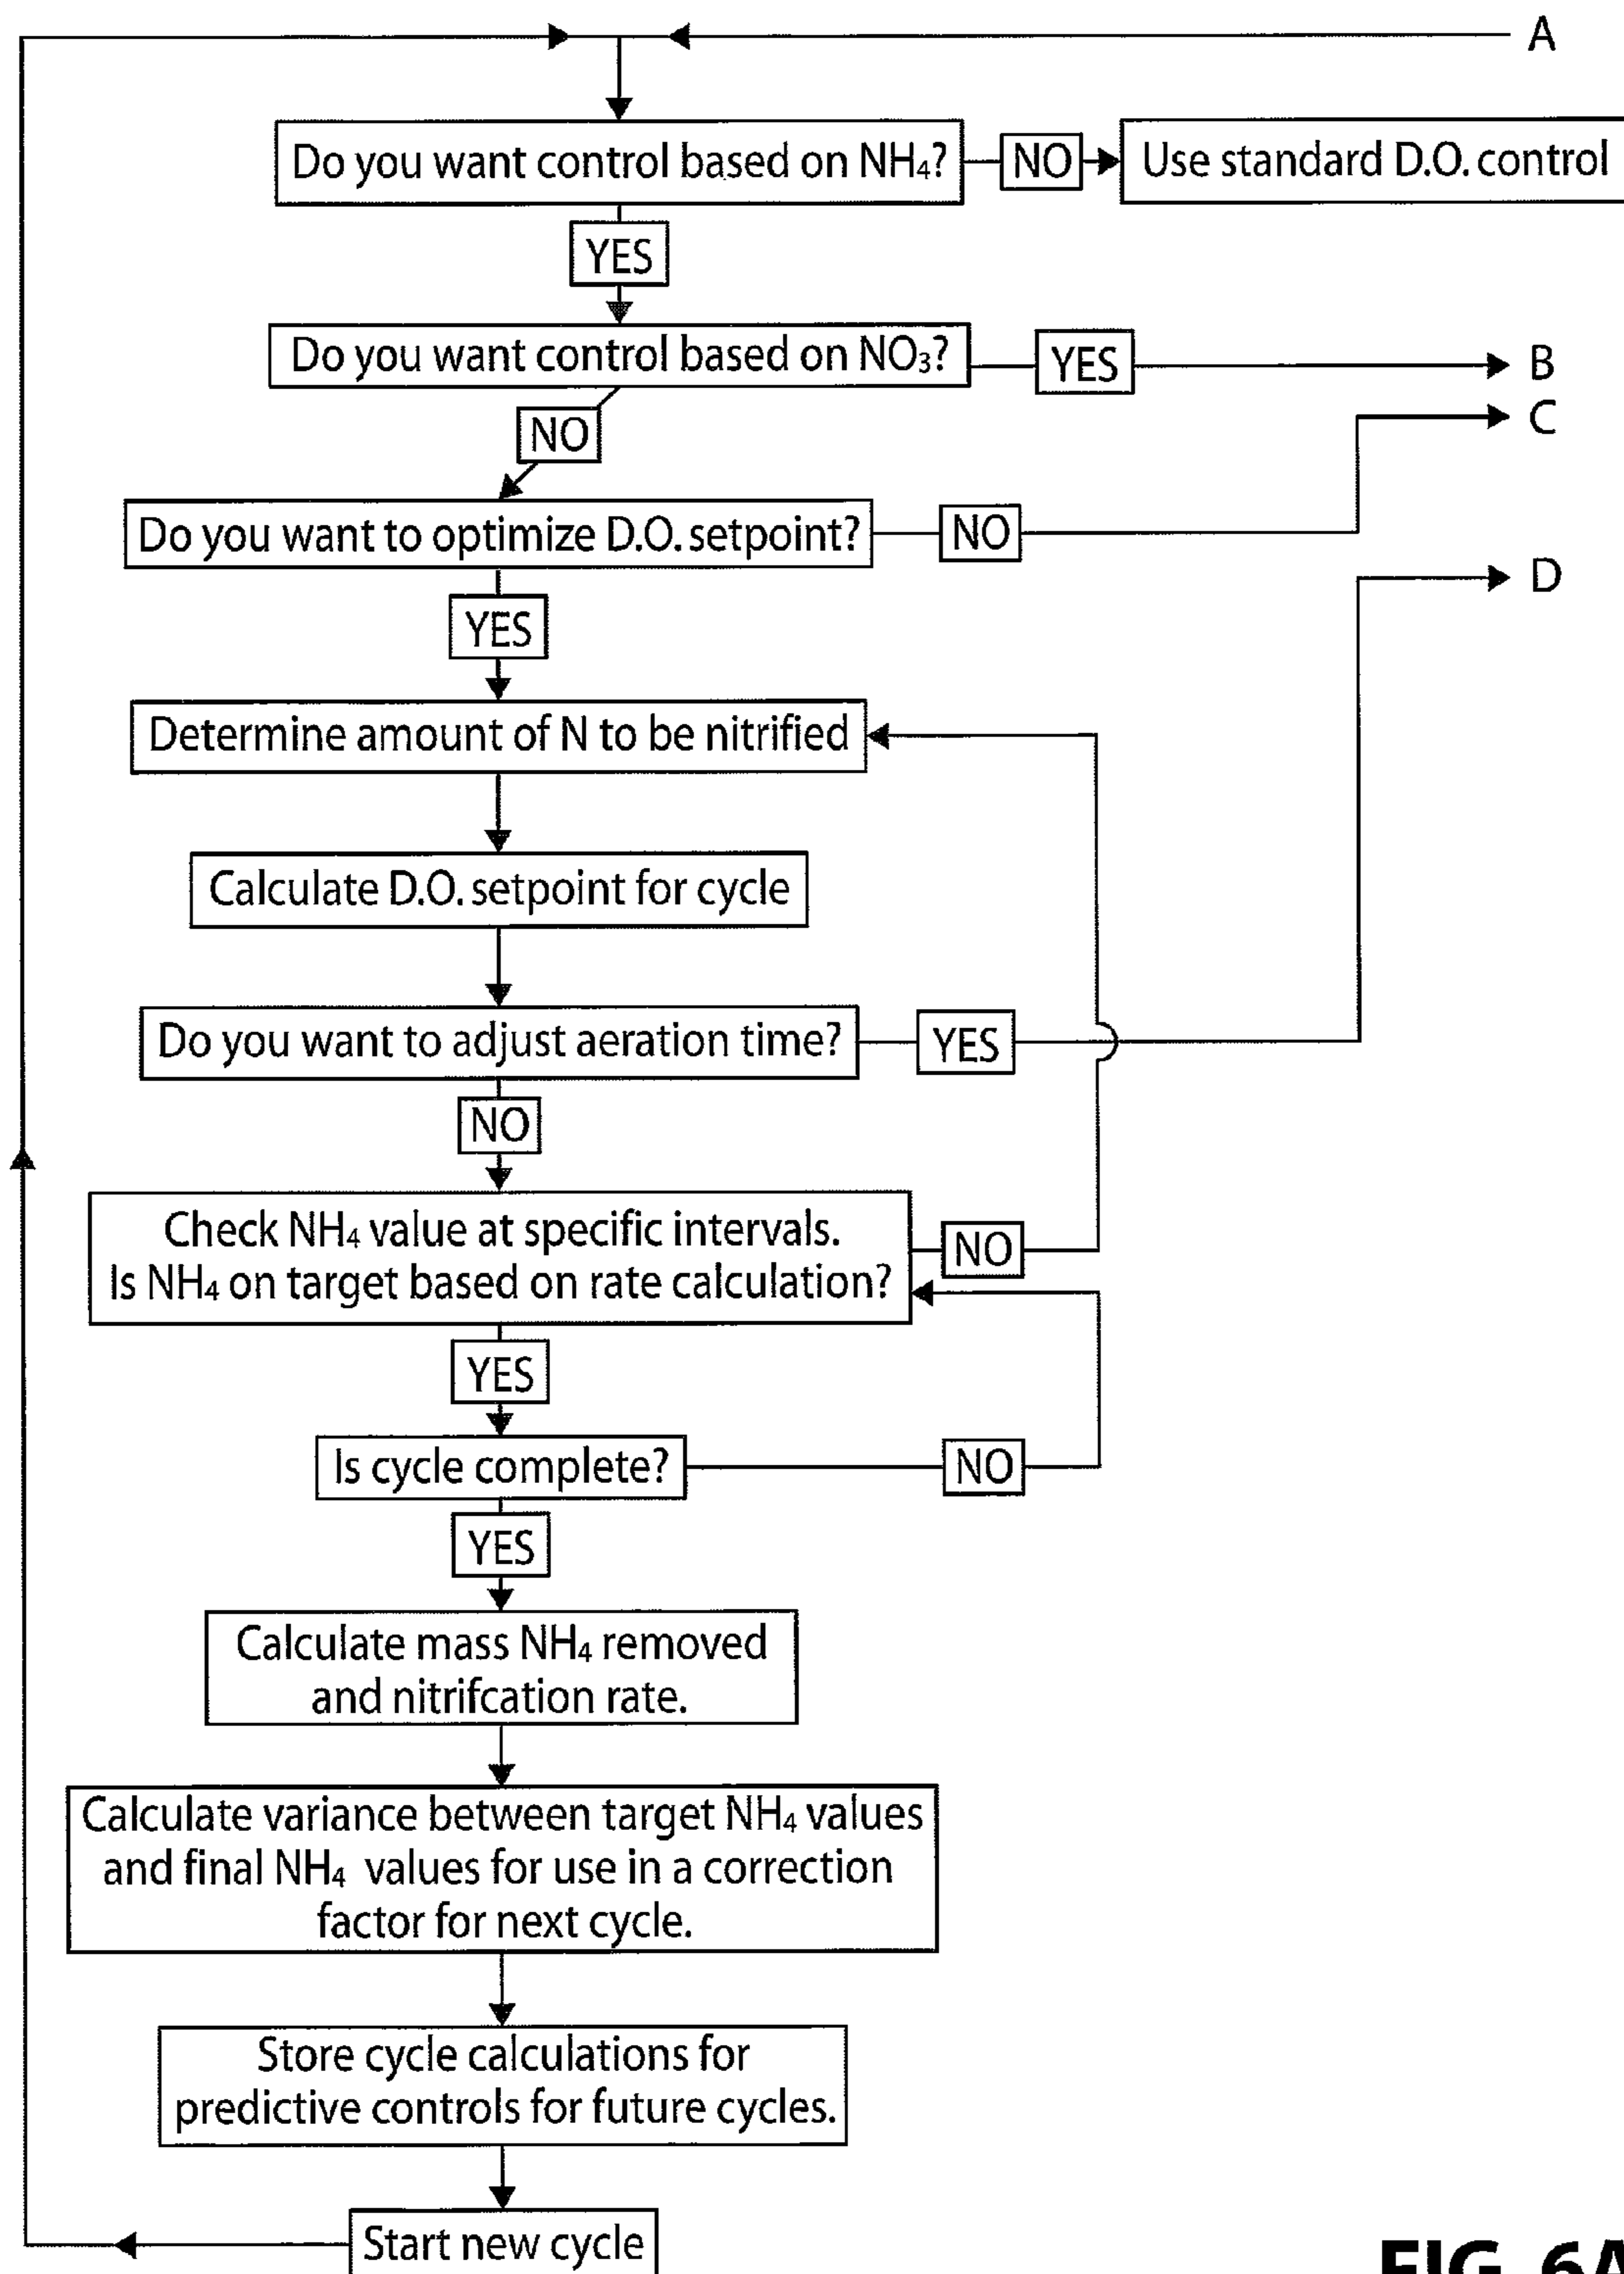 A
Do you want control based on NH₄?
NO
Use standard D.O. control
YES
Do you want control based on NO₃?
YES
B
C
NO
Do you want to optimize D.O. setpoint?
NO
D
YES
Determine amount of N to be nitrified
Calculate D.O. setpoint for cycle
Do you want to adjust aeration time?
YES
NO
Check NH₄ value at specific intervals.
Is NH₄ on target based on rate calculation?
NO
YES
Is cycle complete?
NO
YES
Calculate mass NH₄ removed
and nitrifcation rate.
Calculate variance between target NH₄ values
and final NH₄ values for use in a correction
factor for next cycle.
Store cycle calculations for
predictive controls for future cycles.
Start new cycle
FIG. 6A